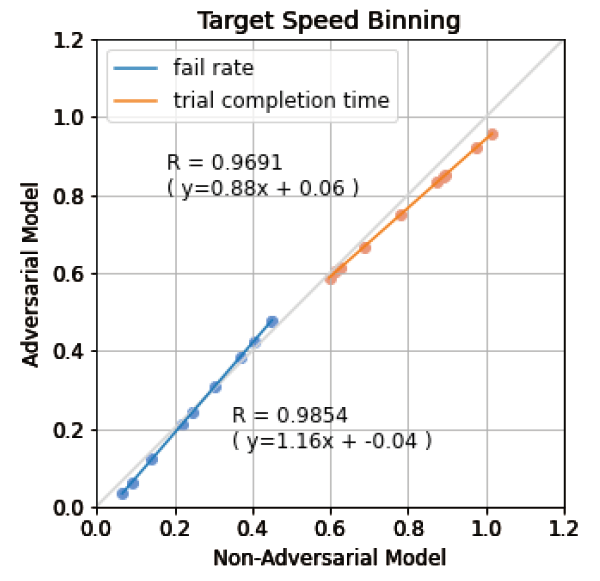 Target Speed Binning
fail rate
trial completion time
R = 0.9691
( y=0.88x + 0.06 )
R = 0.9854
( y=1.16x + -0.04 )
Adversarial Model
1.2
1.0
0.8
0.6
0.4
0.2
0.0
0.0 0.2 0.4 0.6 0.8 1.0 1.2
Non-Adversarial Model